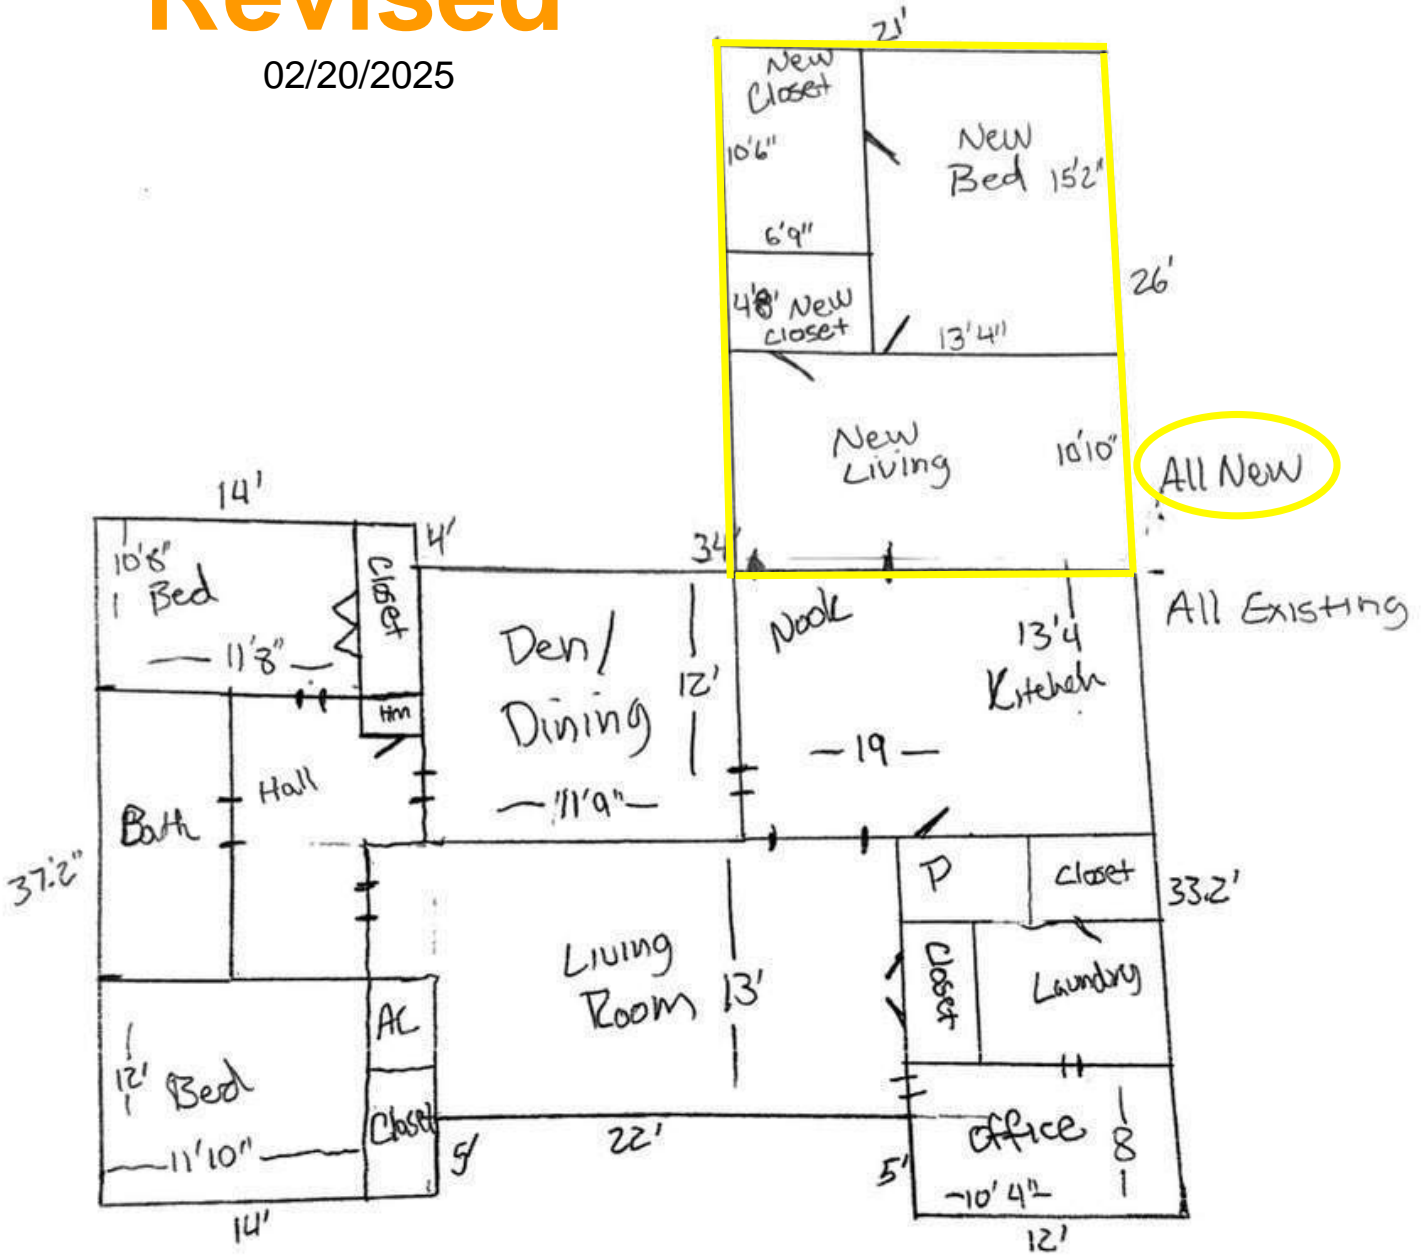 Revised
02/20/2025
21'
New
Closet
10'6"
6'9"
New
Bed 15'2"
26'
4'8' New
closet
13'4"
New
Living
10'10"
All New
14'
4'
34'
10'8"
Bed
11'8"
Closet
Hm
Den/
Dining
12'
11'9"
Nook
13'4
Kitchen
19
All Existing
Bath
Hall
37'.2"
P
Closet
33.2'
Living
Room
13'
Closet
Laundry
AC
Closet
12'
Bed
11'10"
14'
5'
22'
5'
Office
8
10'4"
12'